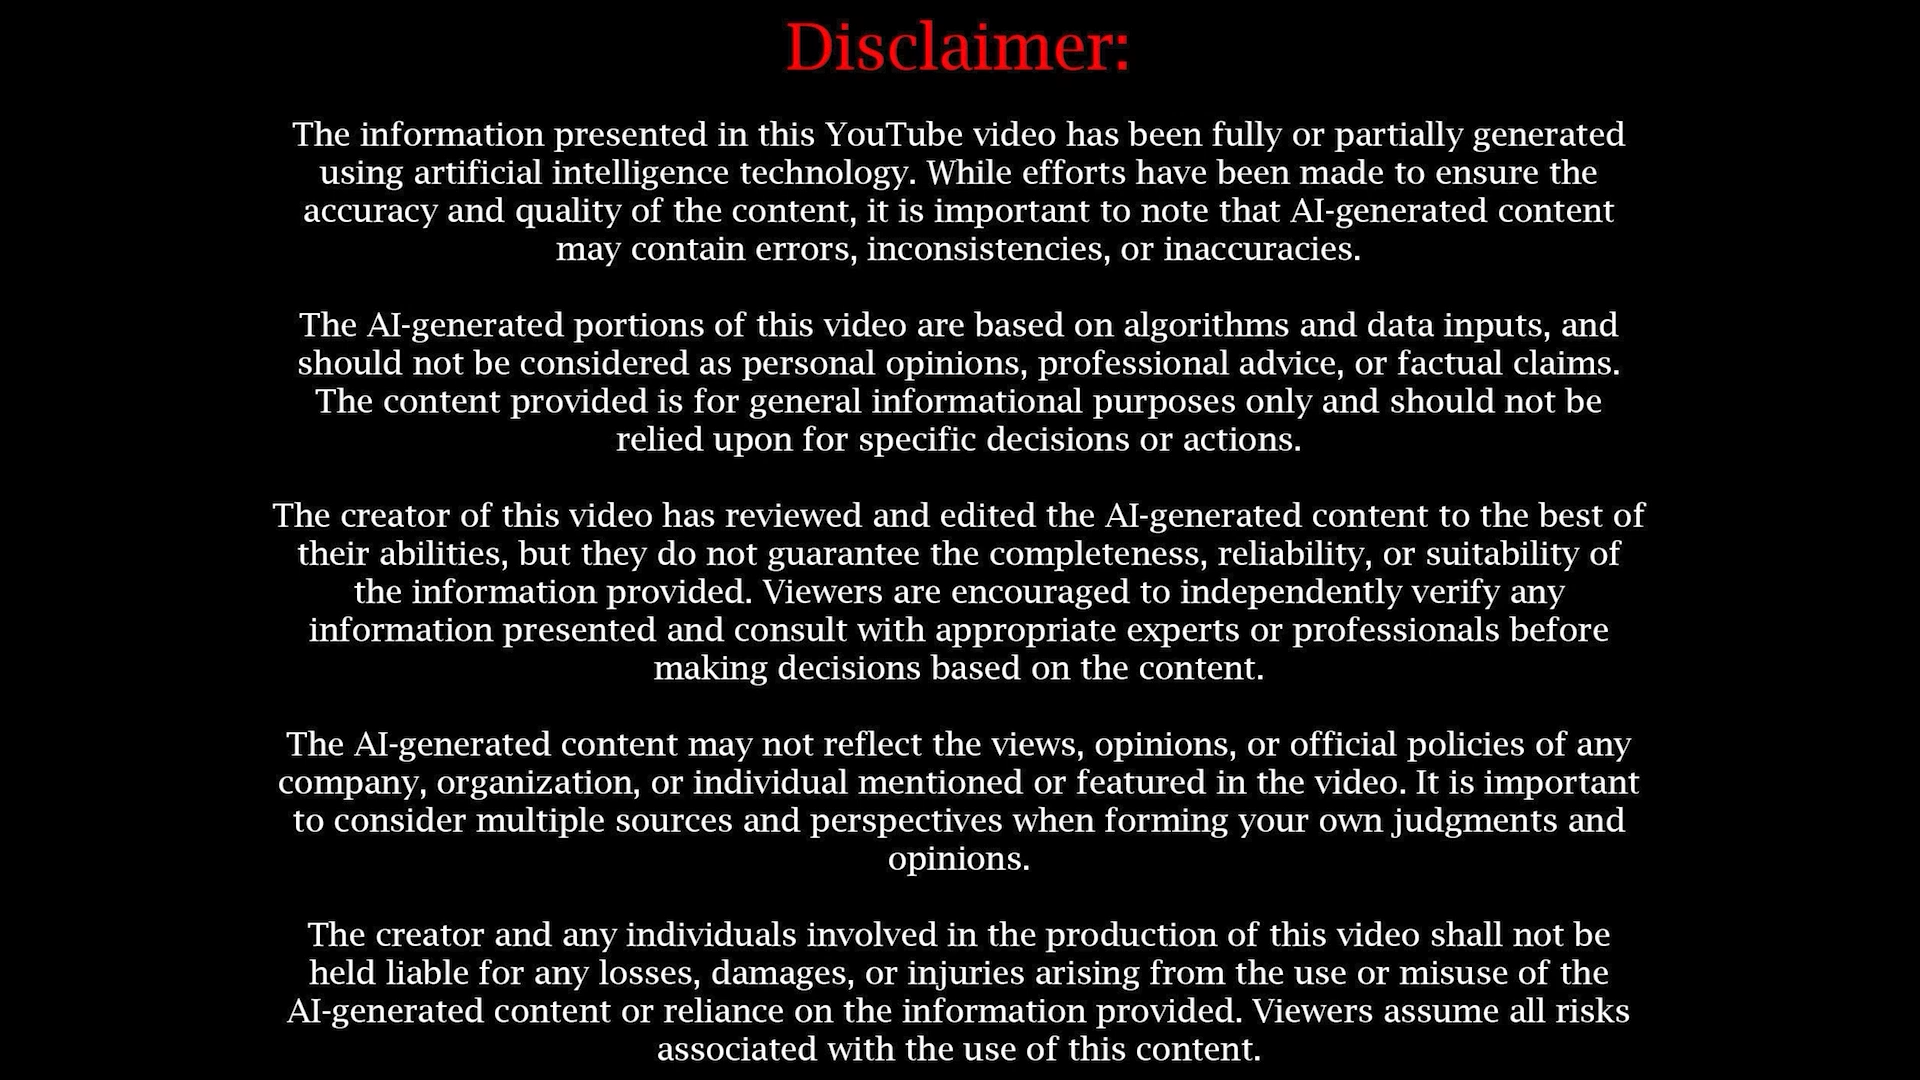 Disclaimer:
The information presented in this YouTube video has been fully or partially generated
using artificial intelligence technology. While efforts have been made to ensure the
accuracy and quality of the content, it is important to note that AI-generated content
may contain errors, inconsistencies, or inaccuracies.
The AI-generated portions of this video are based on algorithms and data inputs, and
should not be considered as personal opinions, professional advice, or factual claims.
The content provided is for general informational purposes only and should not be
relied upon for specific decisions or actions.
The creator of this video has reviewed and edited the AI-generated content to the best of
their abilities, but they do not guarantee the completeness, reliability, or suitability of
the information provided. Viewers are encouraged to independently verify any
information presented and consult with appropriate experts or professionals before
making decisions based on the content.
The AI-generated content may not reflect the views, opinions, or official policies of any
company, organization, or individual mentioned or featured in the video. It is important
to consider multiple sources and perspectives when forming your own judgments and
opinions.
The creator and any individuals involved in the production of this video shall not be
held liable for any losses, damages, or injuries arising from the use or misuse of the
AI-generated content or reliance on the information provided. Viewers assume all risks
associated with the use of this content.